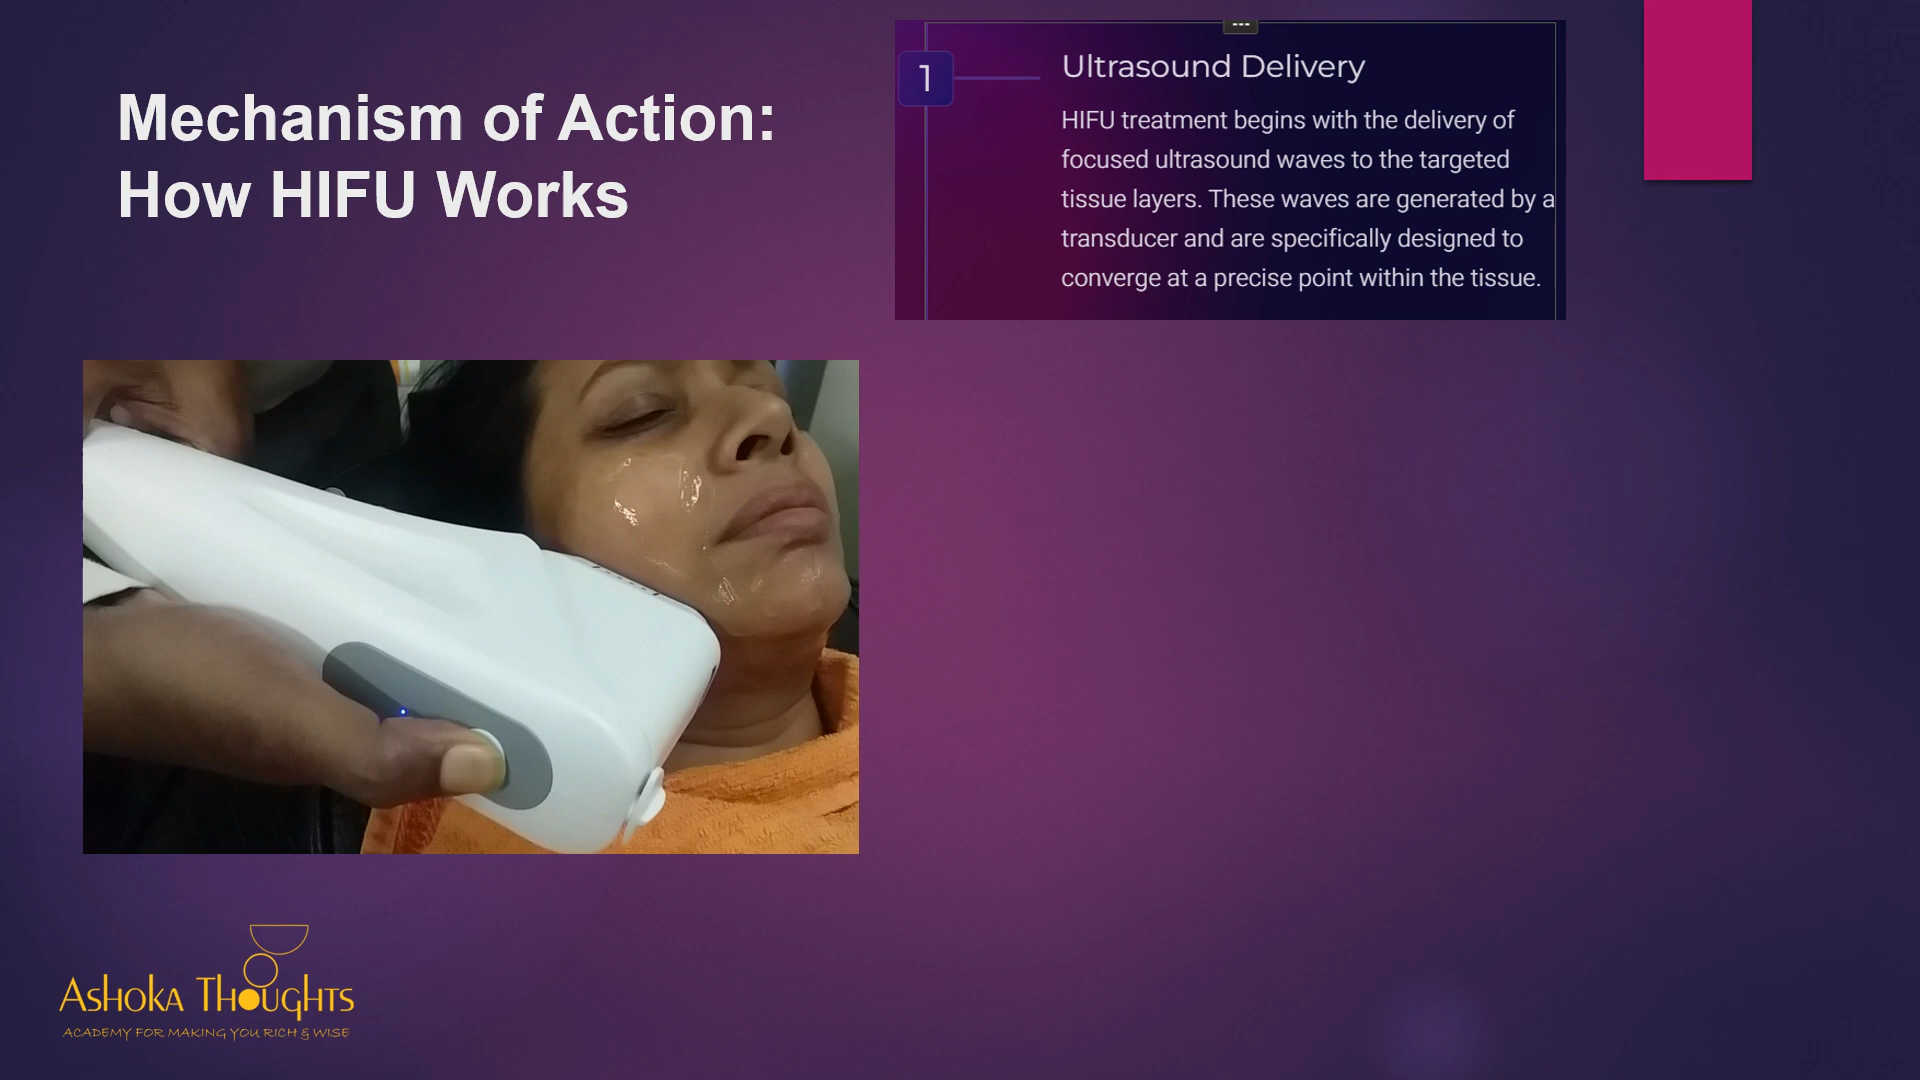 Mechanism of Action:
How HIFU Works
1
Ultrasound Delivery
HIFU treatment begins with the delivery of
focused ultrasound waves to the targeted
tissue layers. These waves are generated by a
transducer and are specifically designed to
converge at a precise point within the tissue.
ASHOKA THOUGHTS
ACADEMY FOR MAKING YOU RICH & WISE